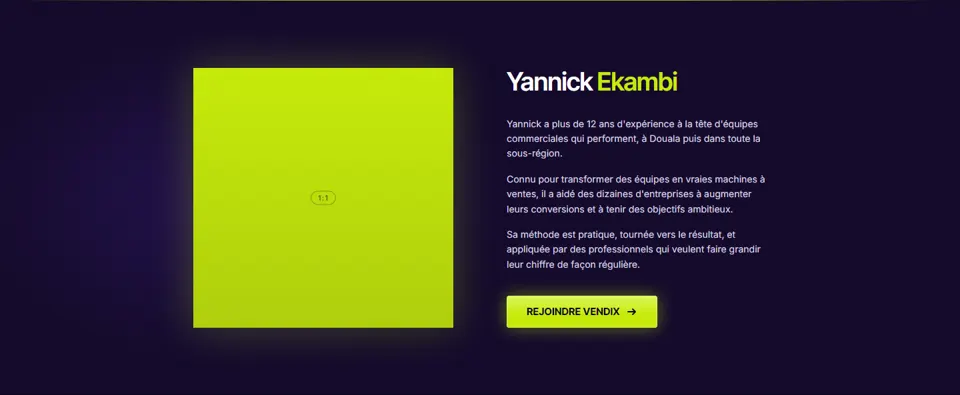 1:1
Yannick Ekambi
Yannick a plus de 12 ans d'expérience à la tête d'équipes
commerciales qui performent, à Douala puis dans toute la
sous-région.
Connu pour transformer des équipes en vraies machines à
ventes, il a aidé des dizaines d'entreprises à augmenter
leurs conversions et à tenir des objectifs ambitieux.
Sa méthode est pratique, tournée vers le résultat, et
appliquée par des professionnels qui veulent faire grandir
leur chiffre de façon régulière.
REJOINDRE VENDIX →